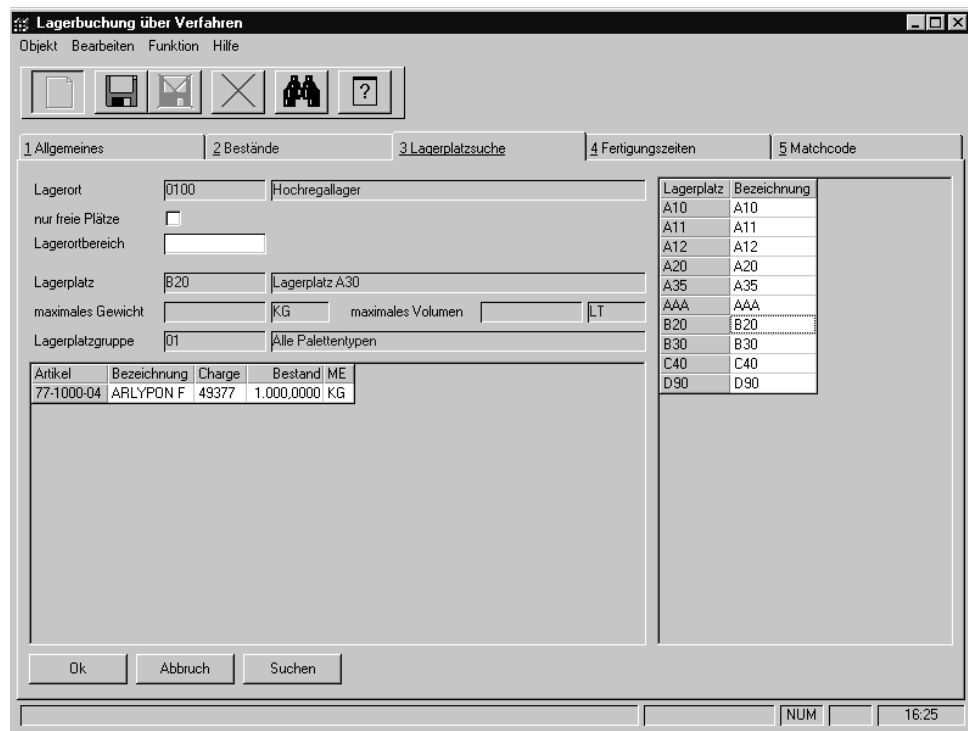 Lagerbuchung über Verfahren
Objekt Bearbeiten Funktion Hilfe
?
1 Allgemeines 2 Bestände 3 Lagerplatzsuche 4 Fertigungszeiten 5 Matchcode
Lagerort 0100 Hochregallager
nur freie Plätze
Lagerortbereich
Lagerplatz B20 Lagerplatz A30
maximales Gewicht KG maximales Volumen LT
Lagerplatzgruppe 01 Alle Palettentypen
Artikel Bezeichnung Charge Bestand ME
77-1000-04 ARLYPON F 49377 1.000,0000 KG
Lagerplatz Bezeichnung
A10 A10
A11 A11
A12 A12
A20 A20
A35 A35
AAA AAA
B20 B20
B30 B30
C40 C40
D90 D90
Ok Abbruch Suchen
NUM 16:25